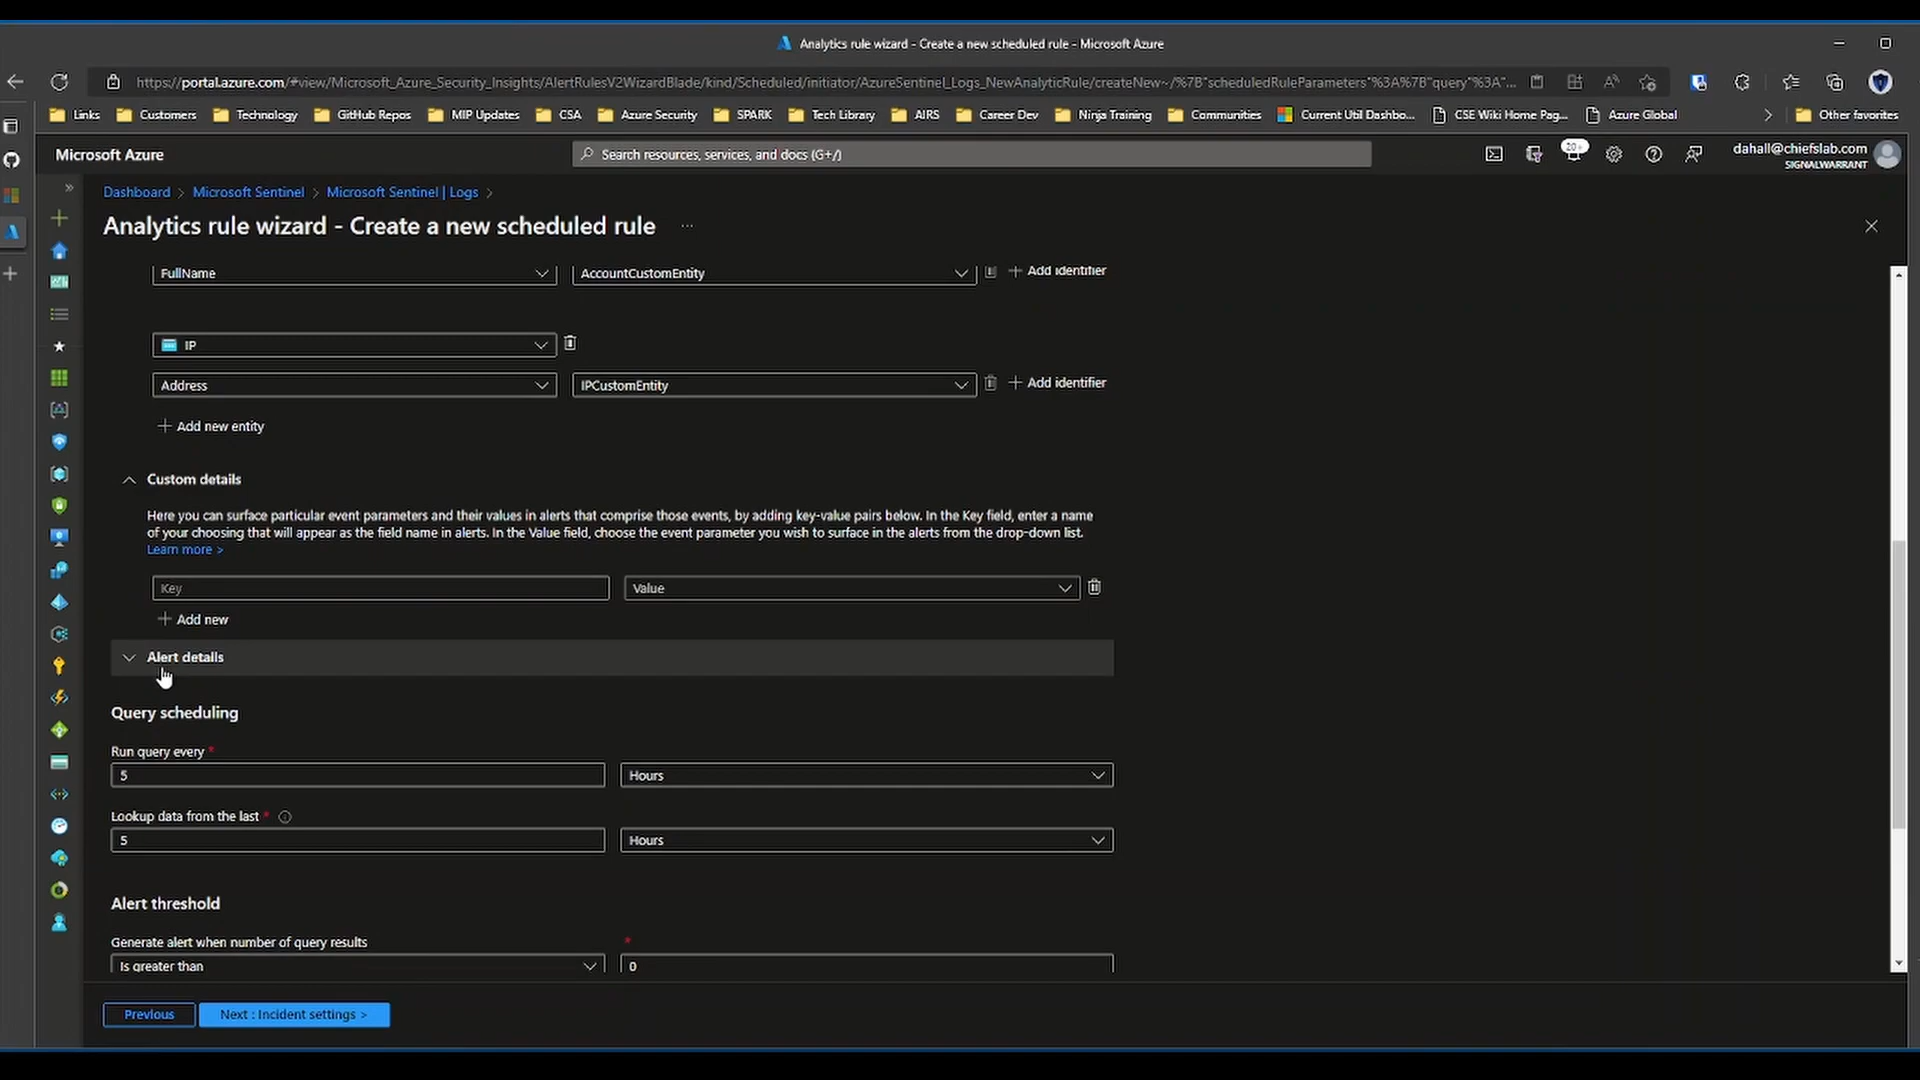 Analytics rule wizard - Create a new scheduled rule - Microsoft Azure
https://portal.azure.com/#view/Microsoft_Azure_Security_Insights/AlertRulesV2WizardBlade/kind/Scheduled/initiator/AzureSentinel_Logs_NewAnalyticRule/createNew~/%7B"scheduledRuleParameters"%3A%7B"query"%3A"...
Links Customers Technology GitHub Repos MIP Updates CSA Azure Security SPARK Tech Library AIRS Career Dev Ninja Training Communities Current Util Dashbo... CSE Wiki Home Pag... Azure Global Other favorites
Microsoft Azure
Search resources, services, and docs (G+/)
20+
dahall@chiefslab.com
SIGNALWARRANT
Dashboard > Microsoft Sentinel > Microsoft Sentinel | Logs >
Analytics rule wizard - Create a new scheduled rule ...
FullName AccountCustomEntity + Add identifier
IP
Address IPCustomEntity + Add identifier
+ Add new entity
Custom details
Here you can surface particular event parameters and their values in alerts that comprise those events, by adding key-value pairs below. In the Key field, enter a name
of your choosing that will appear as the field name in alerts. In the Value field, choose the event parameter you wish to surface in the alerts from the drop-down list.
Learn more >
Key Value
+ Add new
Alert details
Query scheduling
Run query every *
5 Hours
Lookup data from the last *
5 Hours
Alert threshold
Generate alert when number of query results *
Is greater than 0
Previous Next : Incident settings >